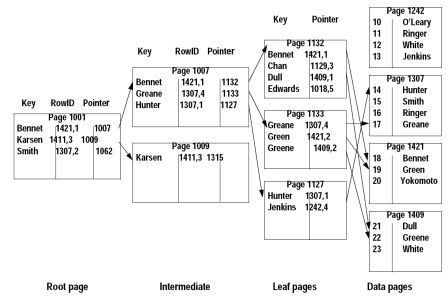 Key Pointer
Page 1132
Bennet 1421,1
Chan 1129,3
Dull 1409,1
Edwards 1018,5
Page 1242
10 O'Leary
11 Ringer
12 White
13 Jenkins
Key RowID Pointer
Page 1007
Bennet 1421,1 1132
Greane 1307,4 1133
Hunter 1307,1 1127
Page 1307
14 Hunter
15 Smith
16 Ringer
17 Greane
Key RowID Pointer
Page 1001
Bennet 1421,1 1007
Karsen 1411,3 1009
Smith 1307,2 1062
Page 1133
Greane 1307,4
Green 1421,2
Greene 1409,2
Page 1009
Karsen 1411,3 1315
Page 1421
18 Bennet
19 Green
20 Yokomoto
Page 1127
Hunter 1307,1
Jenkins 1242,4
Page 1409
21 Dull
22 Greene
23 White
Root page Intermediate Leaf pages Data pages